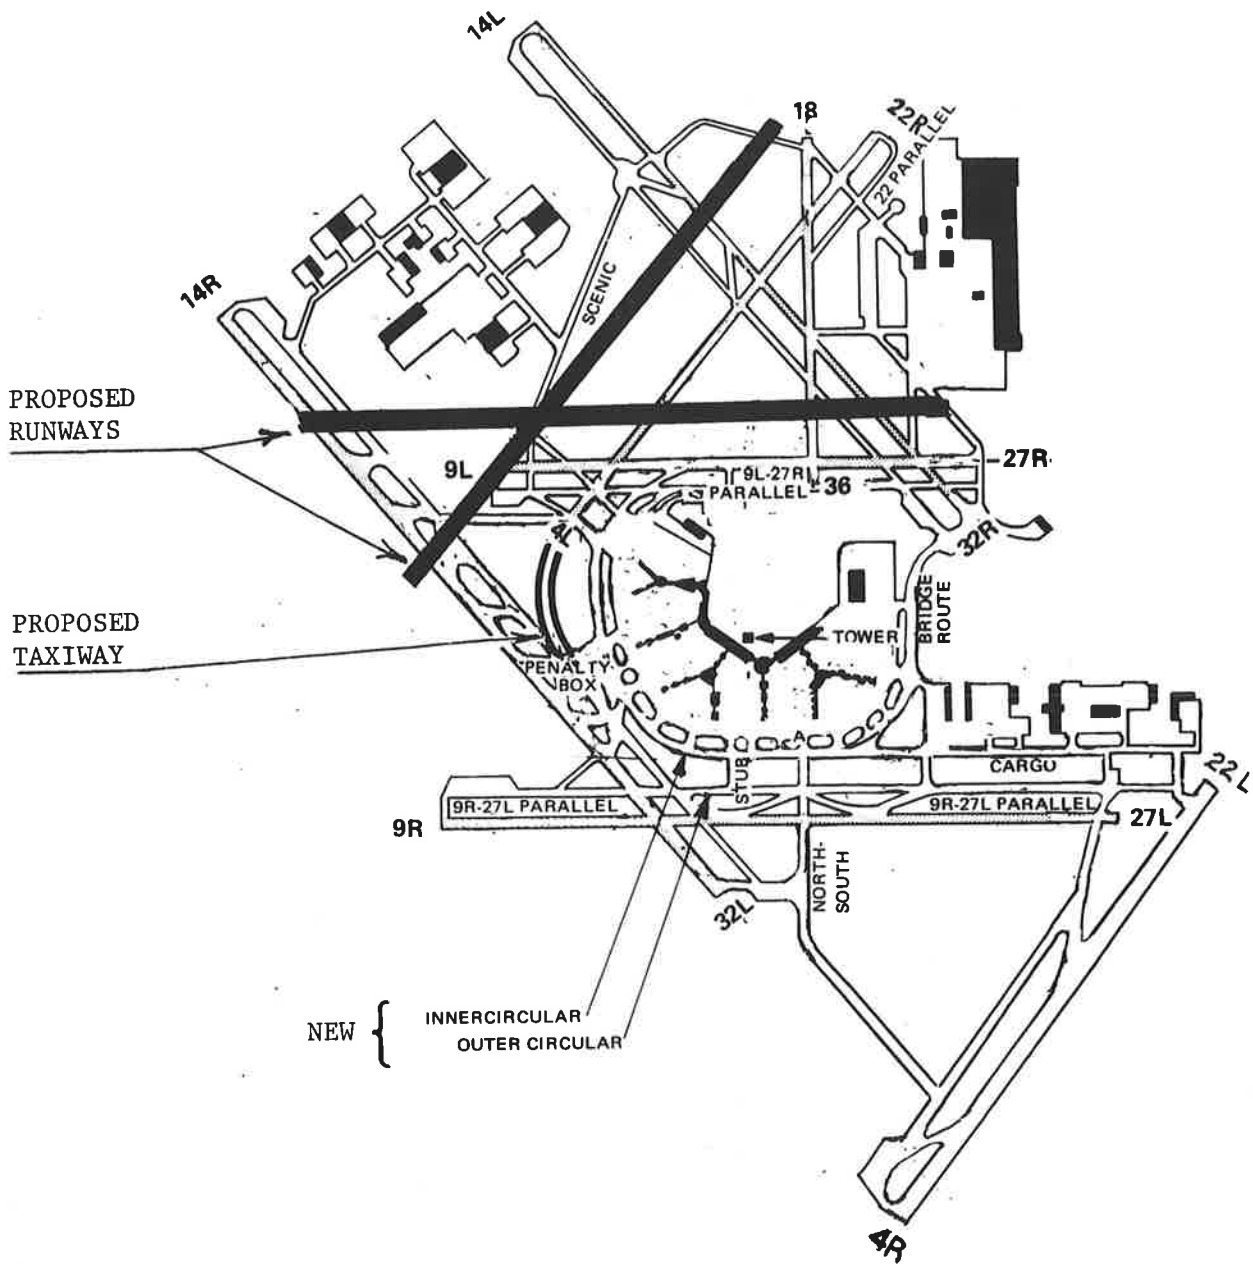 14L
18
22R
22 PARALLEL
14R
SCENIC
PROPOSED
RUNWAYS
9L
9L-27R
PARALLEL
36
27R
4L
32R
BRIDGE
ROUTE
PROPOSED
TAXIWAY
TOWER
PENALTY
BOX
C
A
STUB
CARGO
22L
9R-27L PARALLEL
9R-27L PARALLEL
9R
27L
NORTH-
SOUTH
32L
NEW
INNERCIRCULAR
OUTER CIRCULAR
4R